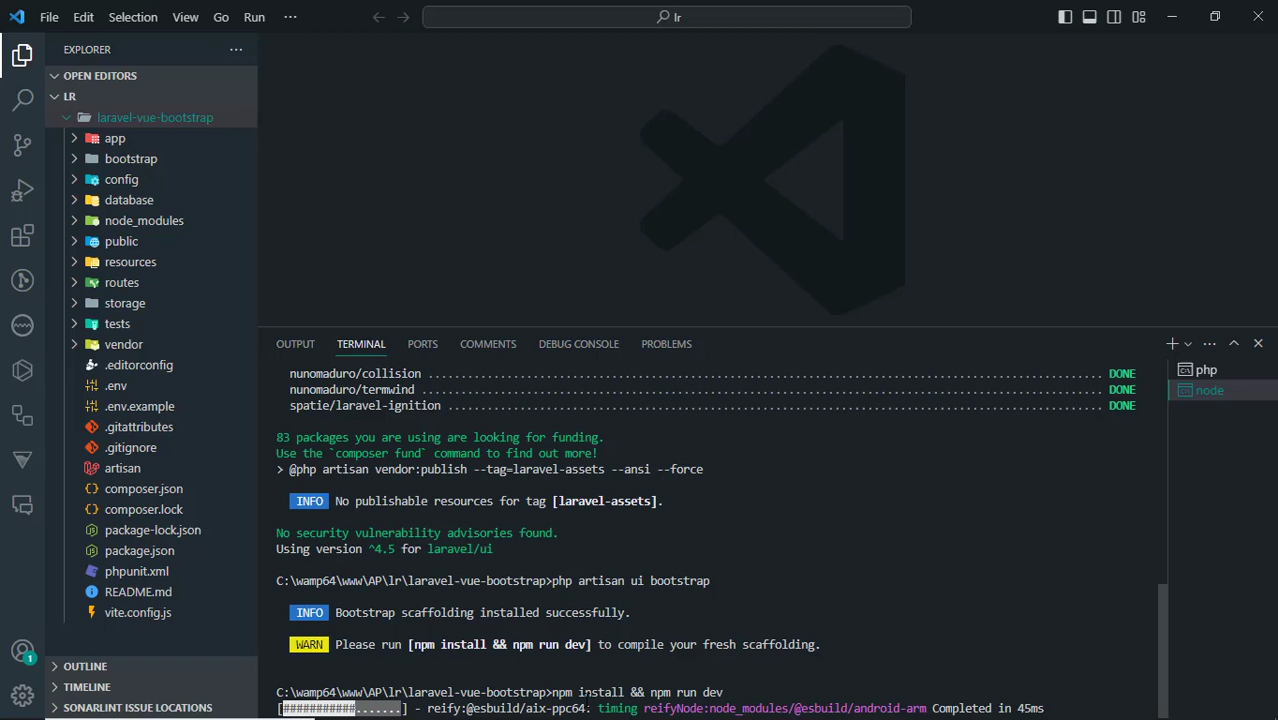 File Edit Selection View Go Run ··· lr
EXPLORER ···
OPEN EDITORS
LR
laravel-vue-bootstrap
app
bootstrap
config
database
node_modules
public
resources
routes
storage
tests
vendor
.editorconfig
.env
.env.example
.gitattributes
.gitignore
artisan
composer.json
composer.lock
package-lock.json
package.json
phpunit.xml
README.md
vite.config.js
OUTLINE
TIMELINE
SONARLINT ISSUE LOCATIONS
1
OUTPUT TERMINAL PORTS COMMENTS DEBUG CONSOLE PROBLEMS
php
node
nunomaduro/collision ................................................................................ DONE
nunomaduro/termwind ................................................................................. DONE
spatie/laravel-ignition ............................................................................. DONE
83 packages you are using are looking for funding.
Use the `composer fund` command to find out more!
> @php artisan vendor:publish --tag=laravel-assets --ansi --force
INFO No publishable resources for tag [laravel-assets].
No security vulnerability advisories found.
Using version ^4.5 for laravel/ui
C:\wamp64\www\AP\lr\laravel-vue-bootstrap>php artisan ui bootstrap
INFO Bootstrap scaffolding installed successfully.
WARN Please run [npm install && npm run dev] to compile your fresh scaffolding.
C:\wamp64\www\AP\lr\laravel-vue-bootstrap>npm install && npm run dev
[###########.......] - reify:@esbuild/aix-ppc64: timing reifyNode:node_modules/@esbuild/android-arm Completed in 45ms